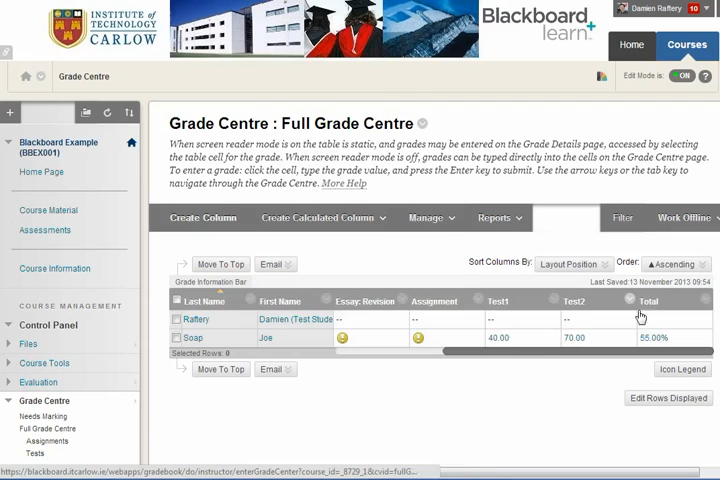 INSTITUTE of
TECHNOLOGY
CARLOW
Blackboard
learn+
Damien Raftery 10
Home Courses
Grade Centre
Edit Mode is: ON ?
Blackboard Example
(BBEX001)
Home Page
Course Material
Assessments
Course Information
COURSE MANAGEMENT
Control Panel
Files
Course Tools
Evaluation
Grade Centre
Needs Marking
Full Grade Centre
Assignments
Tests
Grade Centre : Full Grade Centre
When screen reader mode is on the table is static, and grades may be entered on the Grade Details page, accessed by selecting
the table cell for the grade. When screen reader mode is off, grades can be typed directly into the cells on the Grade Centre page.
To enter a grade: click the cell, type the grade value, and press the Enter key to submit. Use the arrow keys or the tab key to
navigate through the Grade Centre. More Help
Create Column Create Calculated Column Manage Reports Filter Work Offline
Move To Top Email Sort Columns By: Layout Position Order: ▲Ascending
Grade Information Bar Last Saved:13 November 2013 09:54
Last Name First Name Essay: Revision Assignment Test1 Test2 Total
Raftery Damien (Test Stude -- -- -- -- --
Soap Joe 40.00 70.00 55.00%
Selected Rows: 0
Move To Top Email Icon Legend
Edit Rows Displayed
https://blackboard.itcarlow.ie/webapps/gradebook/do/instructor/enterGradeCenter?course_id=_8729_1&cvid=fullG...